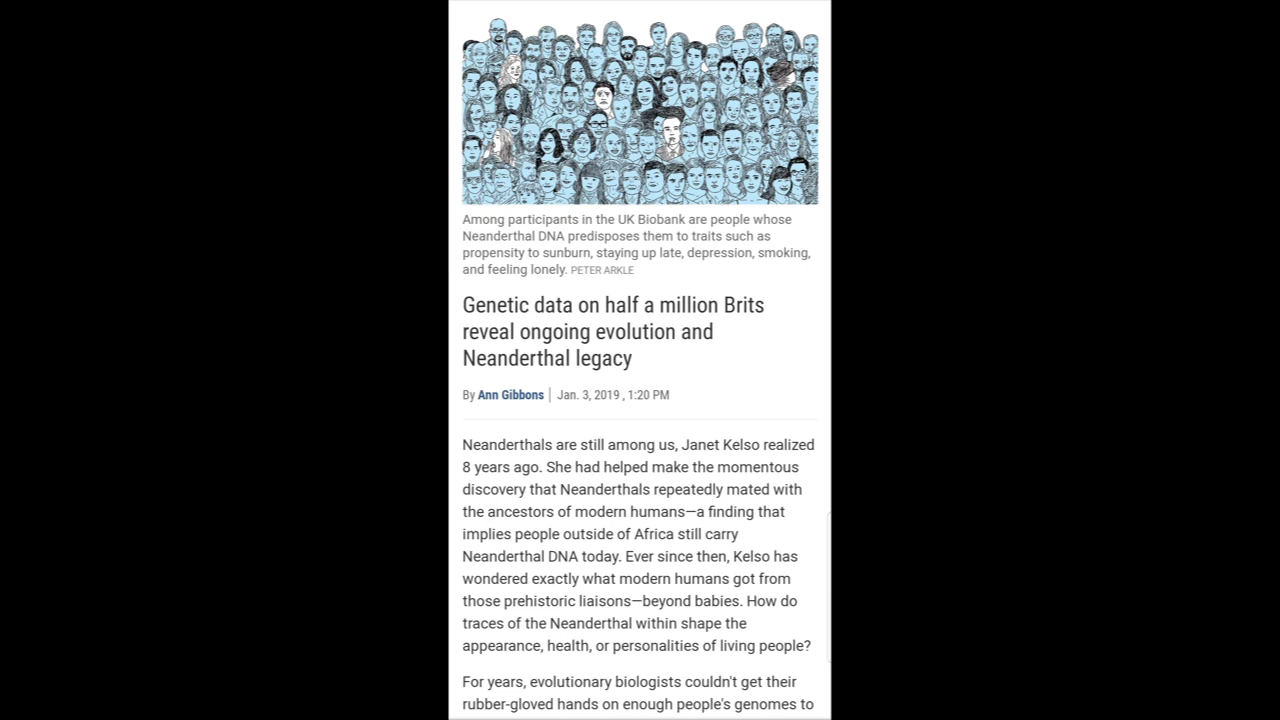 Among participants in the UK Biobank are people whose
Neanderthal DNA predisposes them to traits such as
propensity to sunburn, staying up late, depression, smoking,
and feeling lonely. PETER ARKLE
Genetic data on half a million Brits
reveal ongoing evolution and
Neanderthal legacy
By Ann Gibbons | Jan. 3, 2019 , 1:20 PM
Neanderthals are still among us, Janet Kelso realized
8 years ago. She had helped make the momentous
discovery that Neanderthals repeatedly mated with
the ancestors of modern humans—a finding that
implies people outside of Africa still carry
Neanderthal DNA today. Ever since then, Kelso has
wondered exactly what modern humans got from
those prehistoric liaisons—beyond babies. How do
traces of the Neanderthal within shape the
appearance, health, or personalities of living people?
For years, evolutionary biologists couldn't get their
rubber-gloved hands on enough people's genomes to